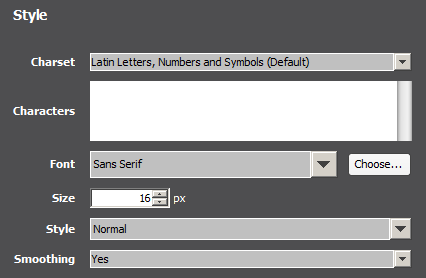 Style
Charset Latin Letters, Numbers and Symbols (Default)
Characters
Font Sans Serif Choose...
Size 16 px
Style Normal
Smoothing Yes